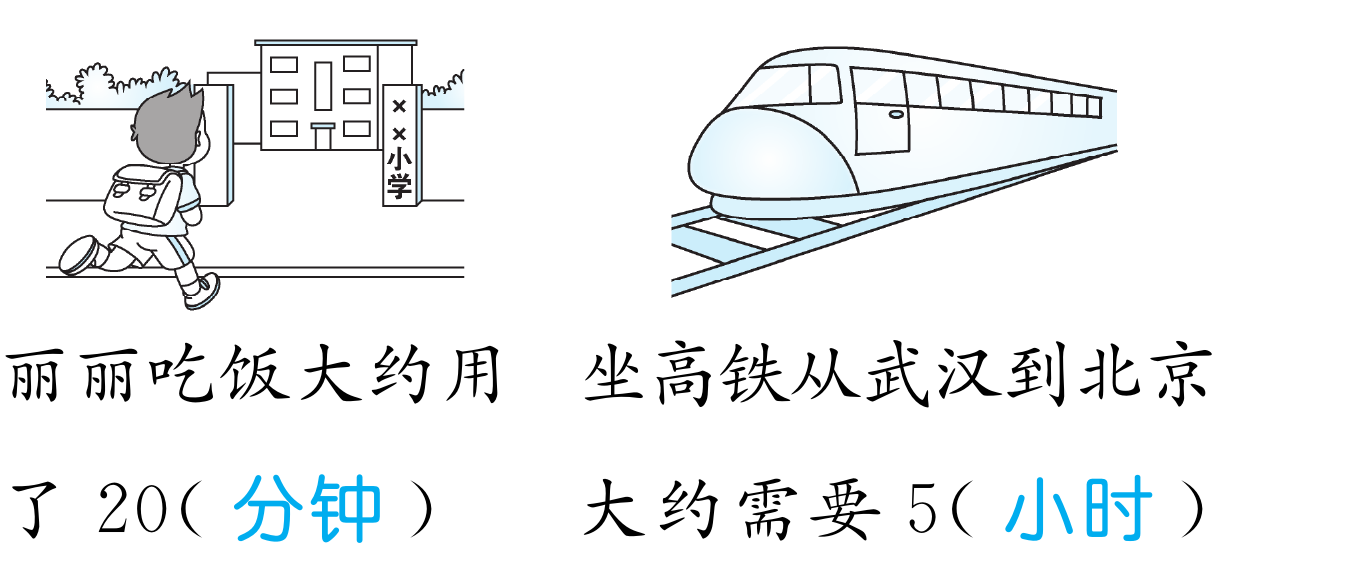 ××小学
丽丽吃饭大约用
了 20( 分钟 )
坐高铁从武汉到北京
大约需要 5( 小时 )